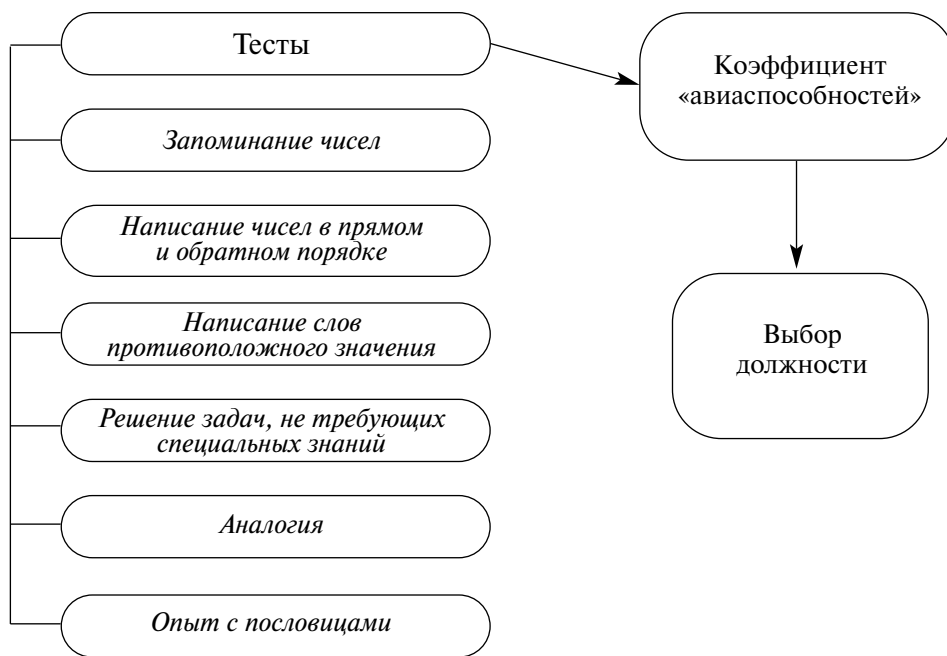 Тесты
Коэффициент
«авиаспособностей»
Запоминание чисел
Написание чисел в прямом
и обратном порядке
Написание слов
противоположного значения
Выбор
должности
Решение задач, не требующих
специальных знаний
Аналогия
Опыт с пословицами